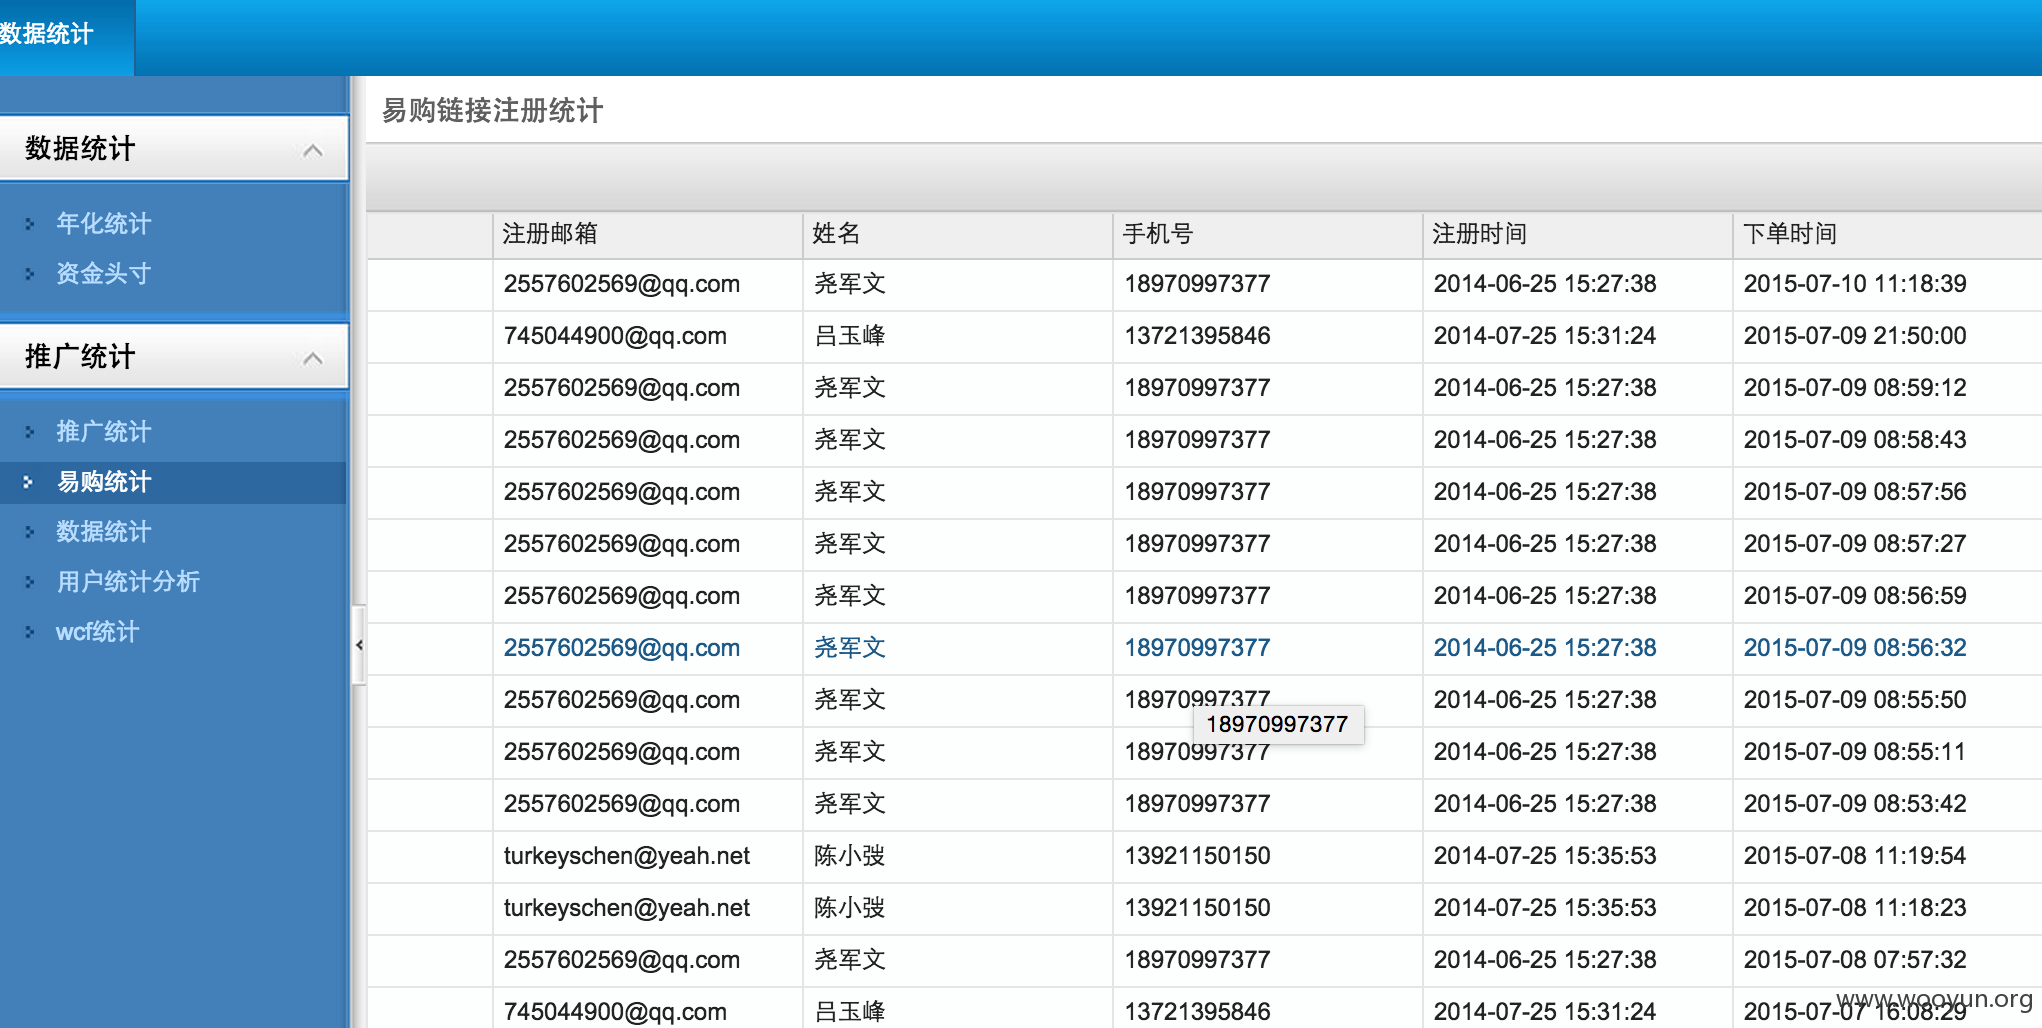 数据统计
易购链接注册统计
数据统计
年化统计
资金头寸
推广统计
推广统计
易购统计
数据统计
用户统计分析
wcf统计
注册邮箱 姓名 手机号 注册时间 下单时间
2557602569@qq.com 尧军文 18970997377 2014-06-25 15:27:38 2015-07-10 11:18:39
745044900@qq.com 吕玉峰 13721395846 2014-07-25 15:31:24 2015-07-09 21:50:00
2557602569@qq.com 尧军文 18970997377 2014-06-25 15:27:38 2015-07-09 08:59:12
2557602569@qq.com 尧军文 18970997377 2014-06-25 15:27:38 2015-07-09 08:58:43
2557602569@qq.com 尧军文 18970997377 2014-06-25 15:27:38 2015-07-09 08:57:56
2557602569@qq.com 尧军文 18970997377 2014-06-25 15:27:38 2015-07-09 08:57:27
2557602569@qq.com 尧军文 18970997377 2014-06-25 15:27:38 2015-07-09 08:56:59
2557602569@qq.com 尧军文 18970997377 2014-06-25 15:27:38 2015-07-09 08:56:32
2557602569@qq.com 尧军文 18970997377 2014-06-25 15:27:38 2015-07-09 08:55:50
18970997377
2557602569@qq.com 尧军文 18970997377 2014-06-25 15:27:38 2015-07-09 08:55:11
2557602569@qq.com 尧军文 18970997377 2014-06-25 15:27:38 2015-07-09 08:53:42
turkeyschen@yeah.net 陈小弢 13921150150 2014-07-25 15:35:53 2015-07-08 11:19:54
turkeyschen@yeah.net 陈小弢 13921150150 2014-07-25 15:35:53 2015-07-08 11:18:23
2557602569@qq.com 尧军文 18970997377 2014-06-25 15:27:38 2015-07-08 07:57:32
745044900@qq.com 吕玉峰 13721395846 2014-07-25 15:31:24 2015-07-07 16:08:29
www.wooyun.org